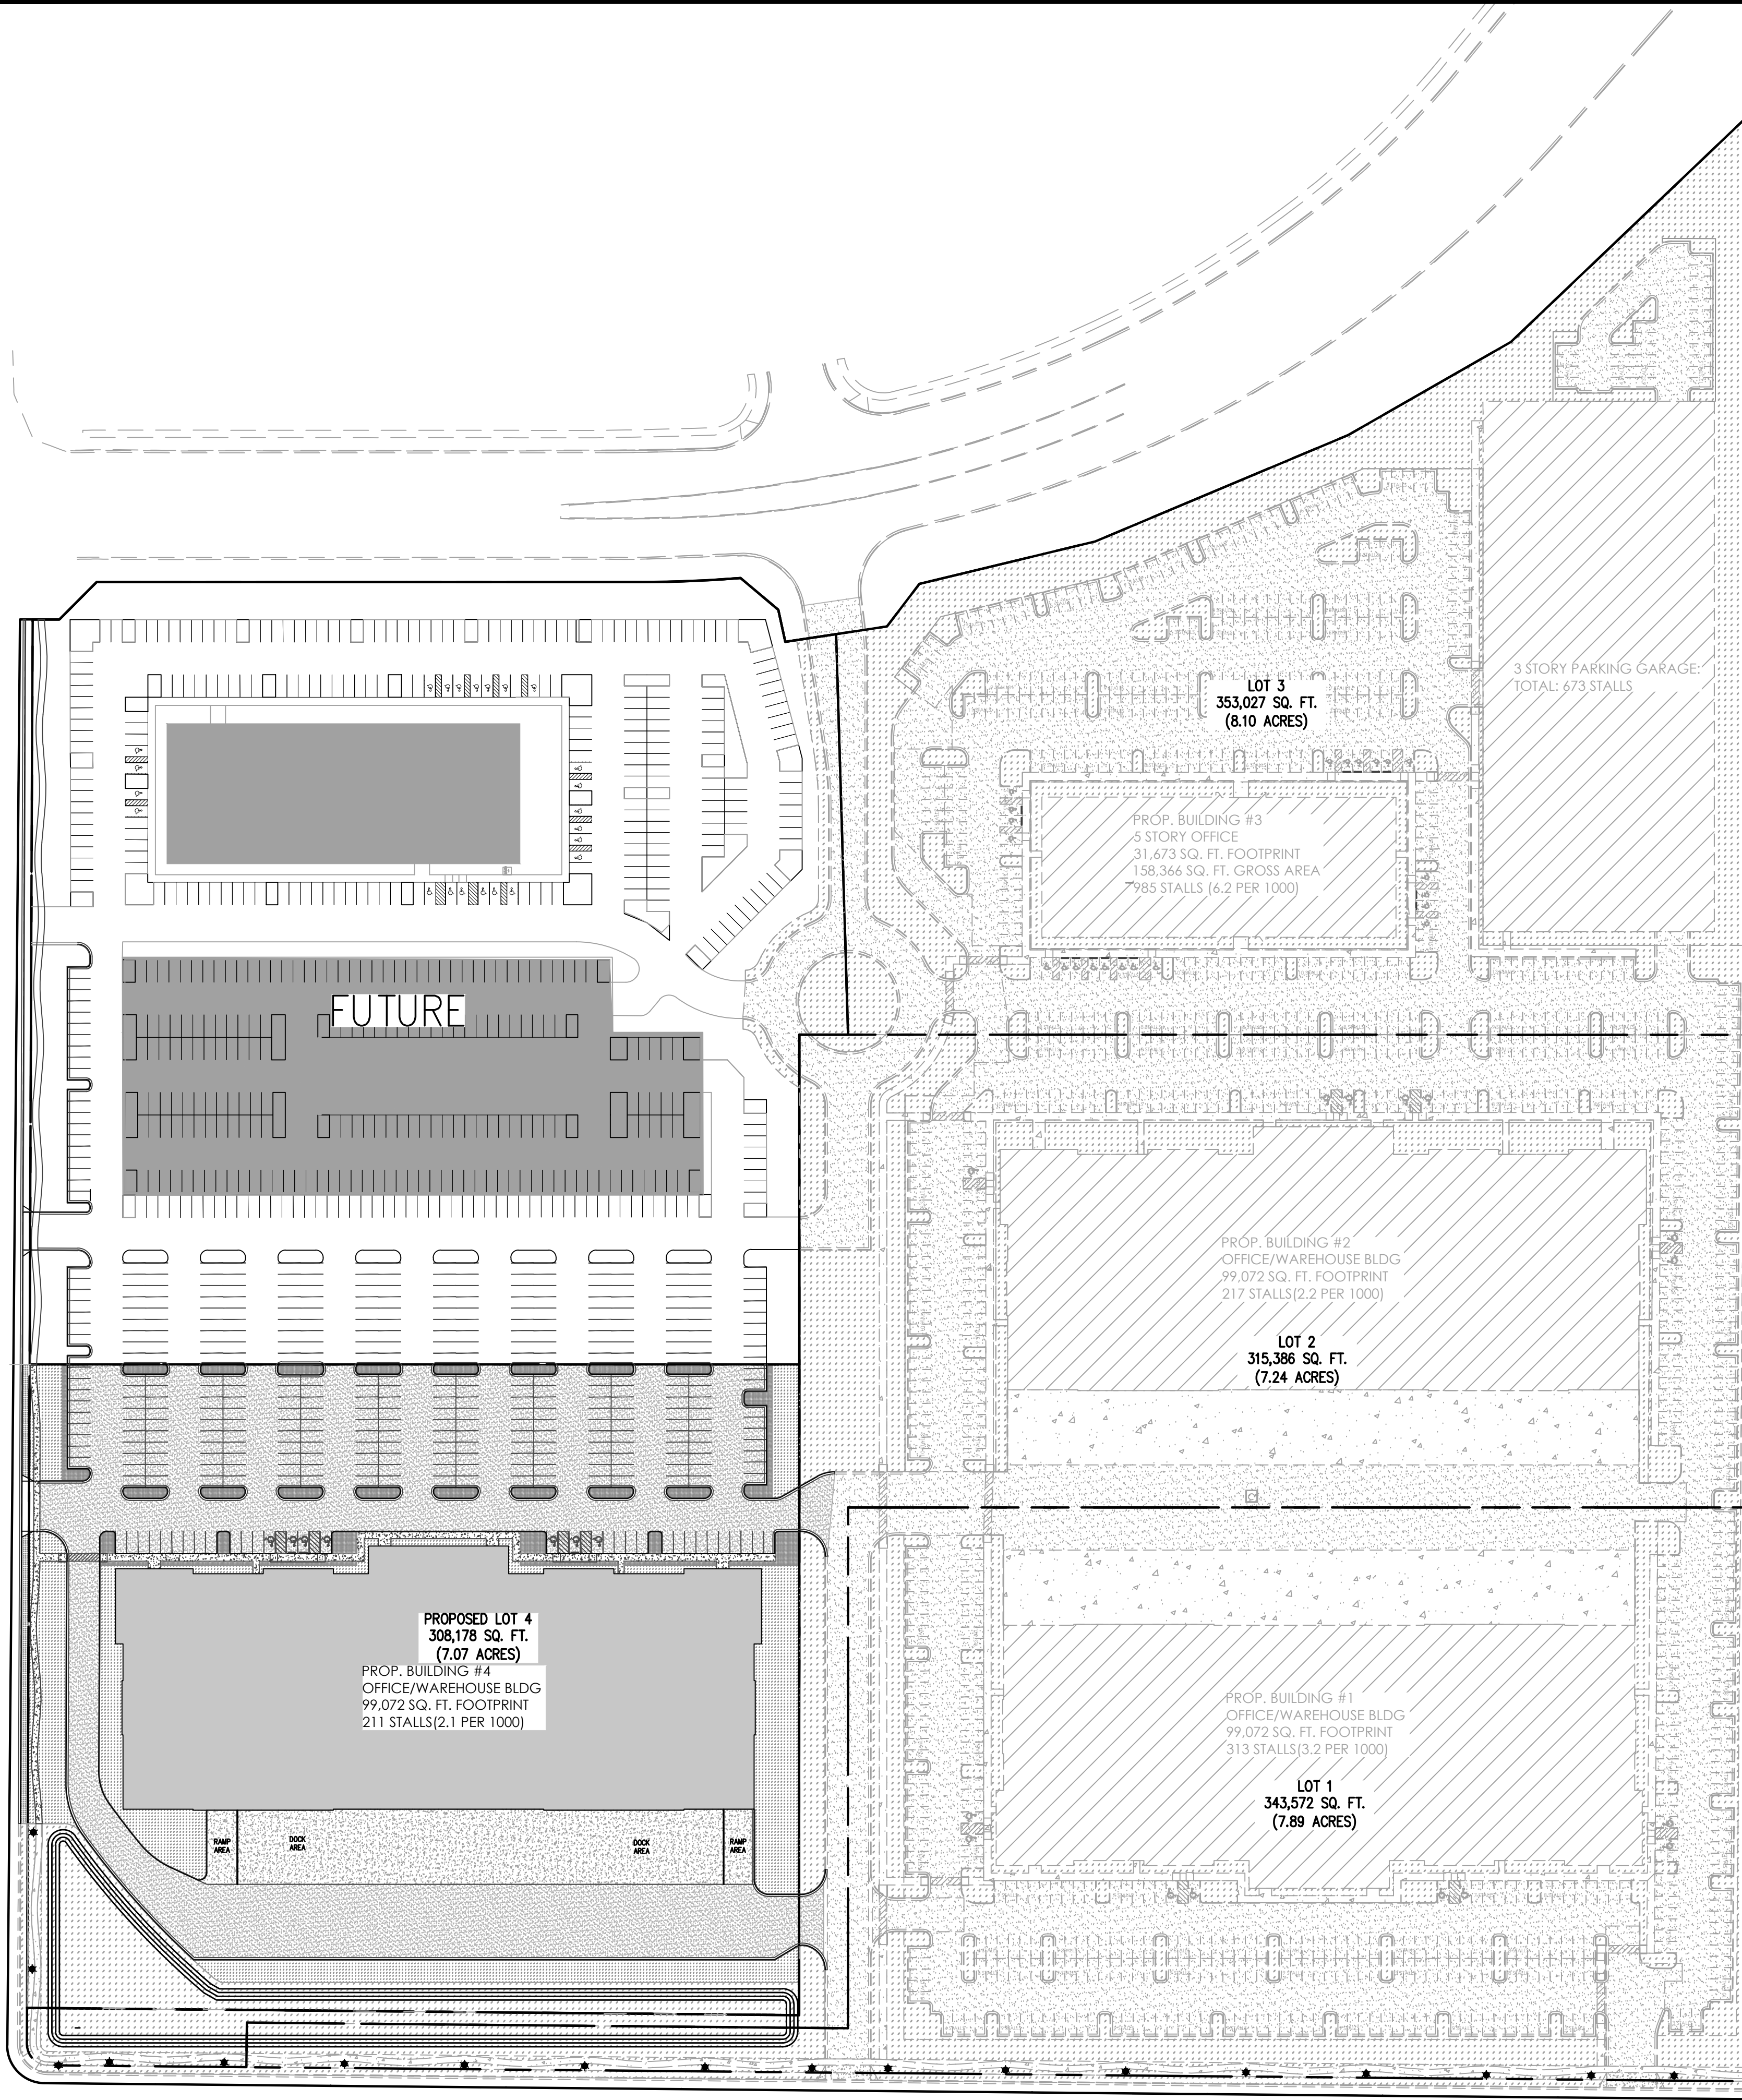 3 STORY PARKING GARAGE:
TOTAL: 673 STALLS
LOT 3
353,027 SQ. FT.
(8.10 ACRES)
PROP. BUILDING #3
5 STORY OFFICE
31,673 SQ. FT. FOOTPRINT
158,366 SQ. FT. GROSS AREA
985 STALLS (6.2 PER 1000)
FUTURE
PROP. BUILDING #2
OFFICE/WAREHOUSE BLDG
99,072 SQ. FT. FOOTPRINT
217 STALLS(2.2 PER 1000)
LOT 2
315,386 SQ. FT.
(7.24 ACRES)
PROPOSED LOT 4
308,178 SQ. FT.
(7.07 ACRES)
PROP. BUILDING #4
OFFICE/WAREHOUSE BLDG
99,072 SQ. FT. FOOTPRINT
211 STALLS(2.1 PER 1000)
PROP. BUILDING #1
OFFICE/WAREHOUSE BLDG
99,072 SQ. FT. FOOTPRINT
313 STALLS(3.2 PER 1000)
LOT 1
343,572 SQ. FT.
(7.89 ACRES)
RAMP
AREA
DOCK
AREA
DOCK
AREA
RAMP
AREA